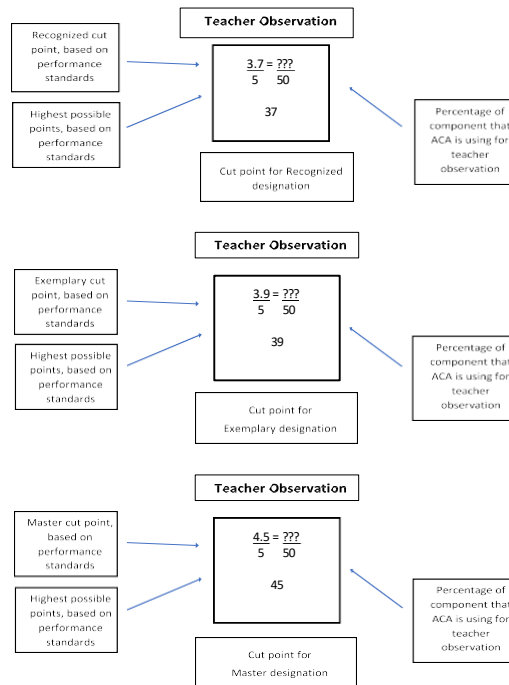 Teacher Observation
Recognized cut
point, based on
performance
standards
Highest possible
points, based on
performance
standards
3.7 = ???
5 50
37
Percentage of
component that
ACA is using for
teacher
observation
Cut point for Recognized
designation
Teacher Observation
Exemplary cut
point, based on
performance
standards
Highest possible
points, based on
performance
standards
3.9 = ???
5 50
39
Percentage of
component that
ACA is using for
teacher
observation
Cut point for
Exemplary designation
Teacher Observation
Master cut point,
based on
performance
standards
Highest possible
points, based on
performance
standards
4.5 = ???
5 50
45
Percentage of
component that
ACA is using for
teacher
observation
Cut point for
Master designation